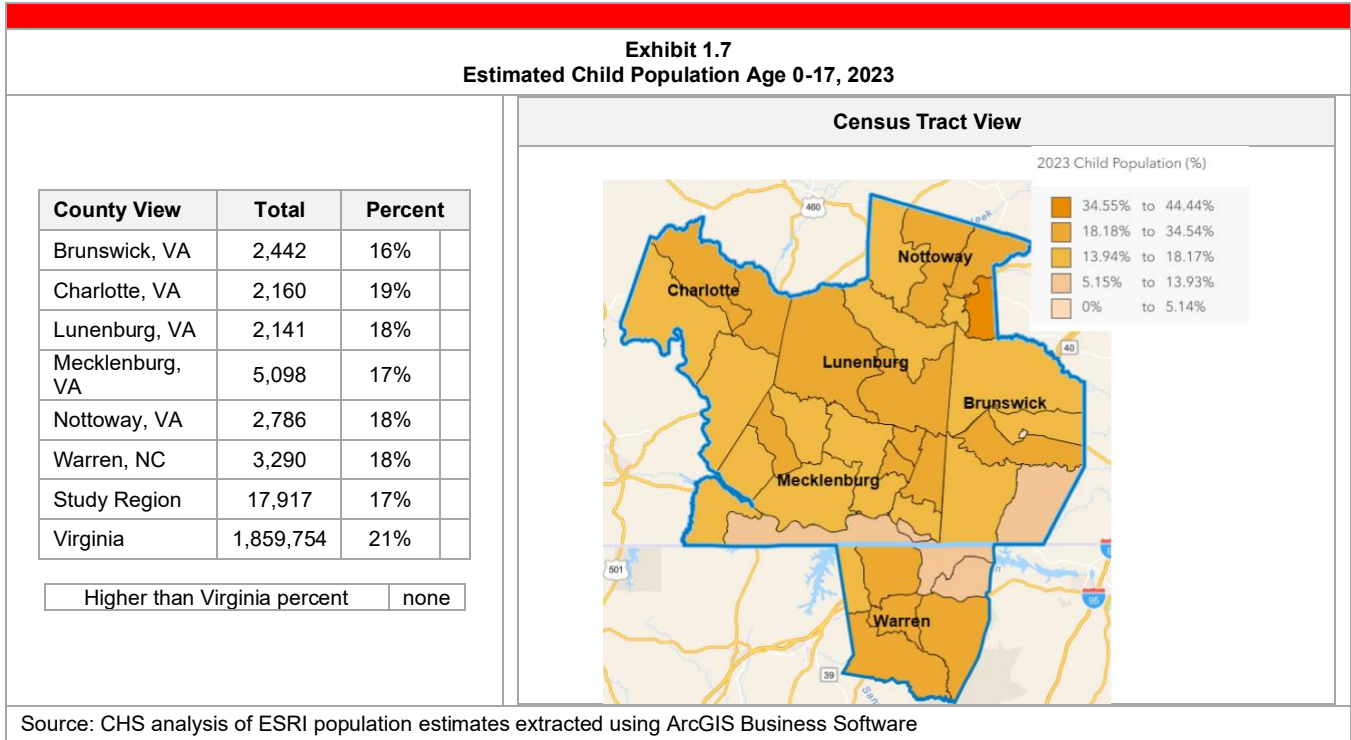 Exhibit 1.7
Estimated Child Population Age 0-17, 2023
County View Total Percent
Brunswick, VA 2,442 16%
Charlotte, VA 2,160 19%
Lunenburg, VA 2,141 18%
Mecklenburg,
VA 5,098 17%
Nottoway, VA 2,786 18%
Warren, NC 3,290 18%
Study Region 17,917 17%
Virginia 1,859,754 21%
Higher than Virginia percent none
Census Tract View
2023 Child Population (%)
34.55% to 44.44%
18.18% to 34.54%
13.94% to 18.17%
5.15% to 13.93%
0% to 5.14%
460
Nottoway
Charlotte
40
Lunenburg
Brunswick
Mecklenburg
501
95
Warren
39
San
Source: CHS analysis of ESRI population estimates extracted using ArcGIS Business Software